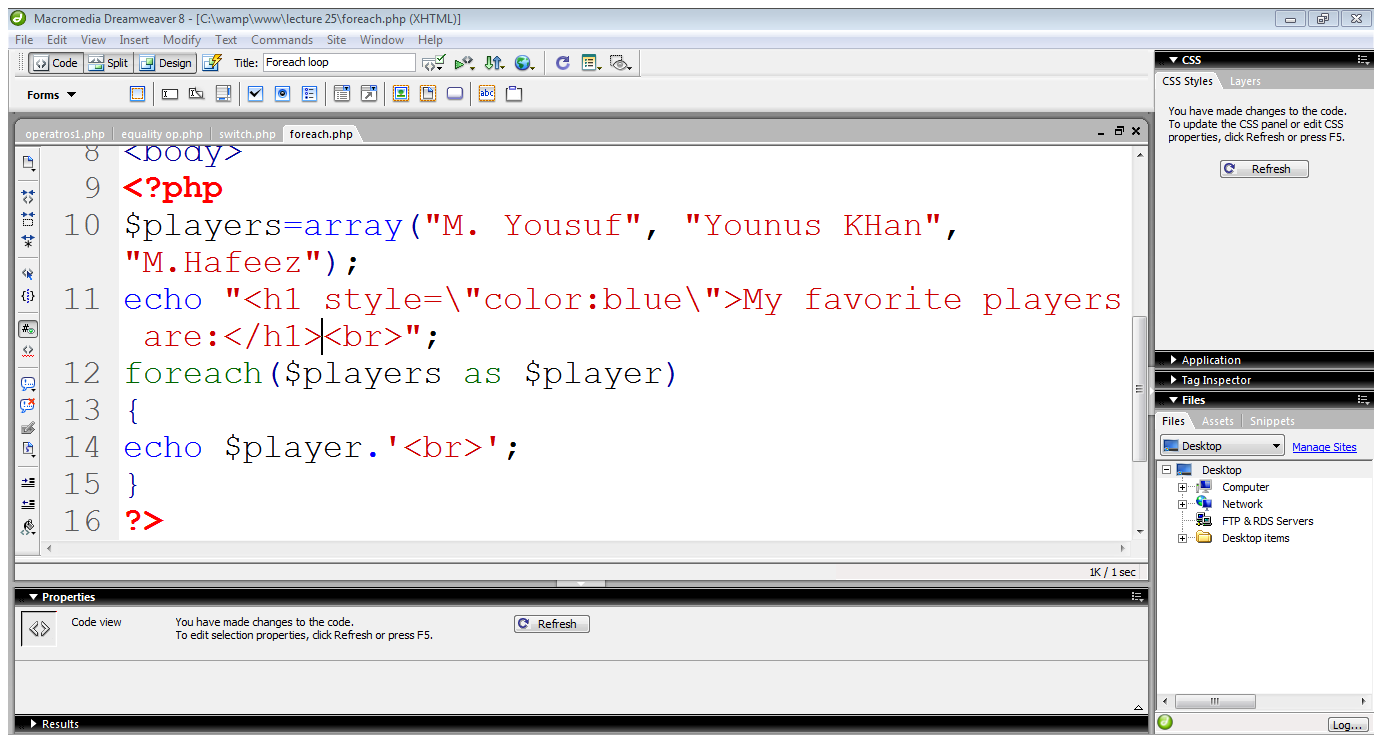 Macromedia Dreamweaver 8 - [C:\wamp\www\lecture 25\foreach.php (XHTML)]
File Edit View Insert Modify Text Commands Site Window Help
Code Split Design Title: Foreach loop
Forms
operatros1.php equality op.php switch.php foreach.php
8 <body>
9 <?php
10 $players=array("M. Yousuf", "Younus KHan",
"M.Hafeez");
11 echo "<h1 style=\"color:blue\">My favorite players
are:</h1><br>";
12 foreach($players as $player)
13 {
14 echo $player.'<br>';
15 }
16 ?>
1K / 1 sec
Properties
Code view
You have made changes to the code.
To edit selection properties, click Refresh or press F5.
Refresh
Results
CSS
CSS Styles Layers
You have made changes to the code.
To update the CSS panel or edit CSS
properties, click Refresh or press F5.
Refresh
Application
Tag Inspector
Files
Files Assets Snippets
Desktop Manage Sites
Desktop
Computer
Network
FTP & RDS Servers
Desktop items
Log...